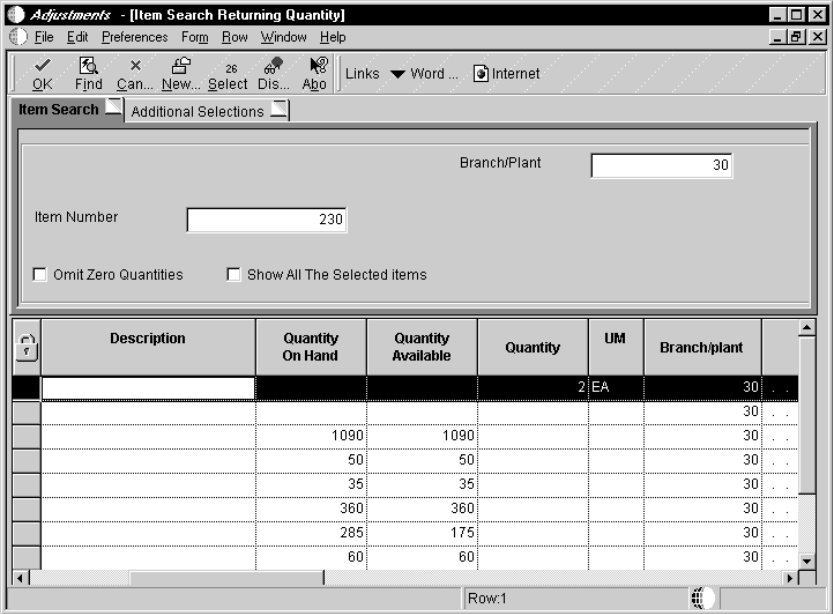 Adjustments - [Item Search Returning Quantity]
File Edit Preferences Form Row Window Help
OK Find Can... New... Select Dis... Abo Links Word ... Internet
26
Item Search Additional Selections
Branch/Plant 30
Item Number 230
Omit Zero Quantities Show All The Selected items
Description Quantity On Hand Quantity Available Quantity UM Branch/plant
2 EA 30 . .
30 . .
1090 1090 30 . .
50 50 30 . .
35 35 30 . .
360 360 30 . .
285 175 30 . .
60 60 30 . .
Row:1